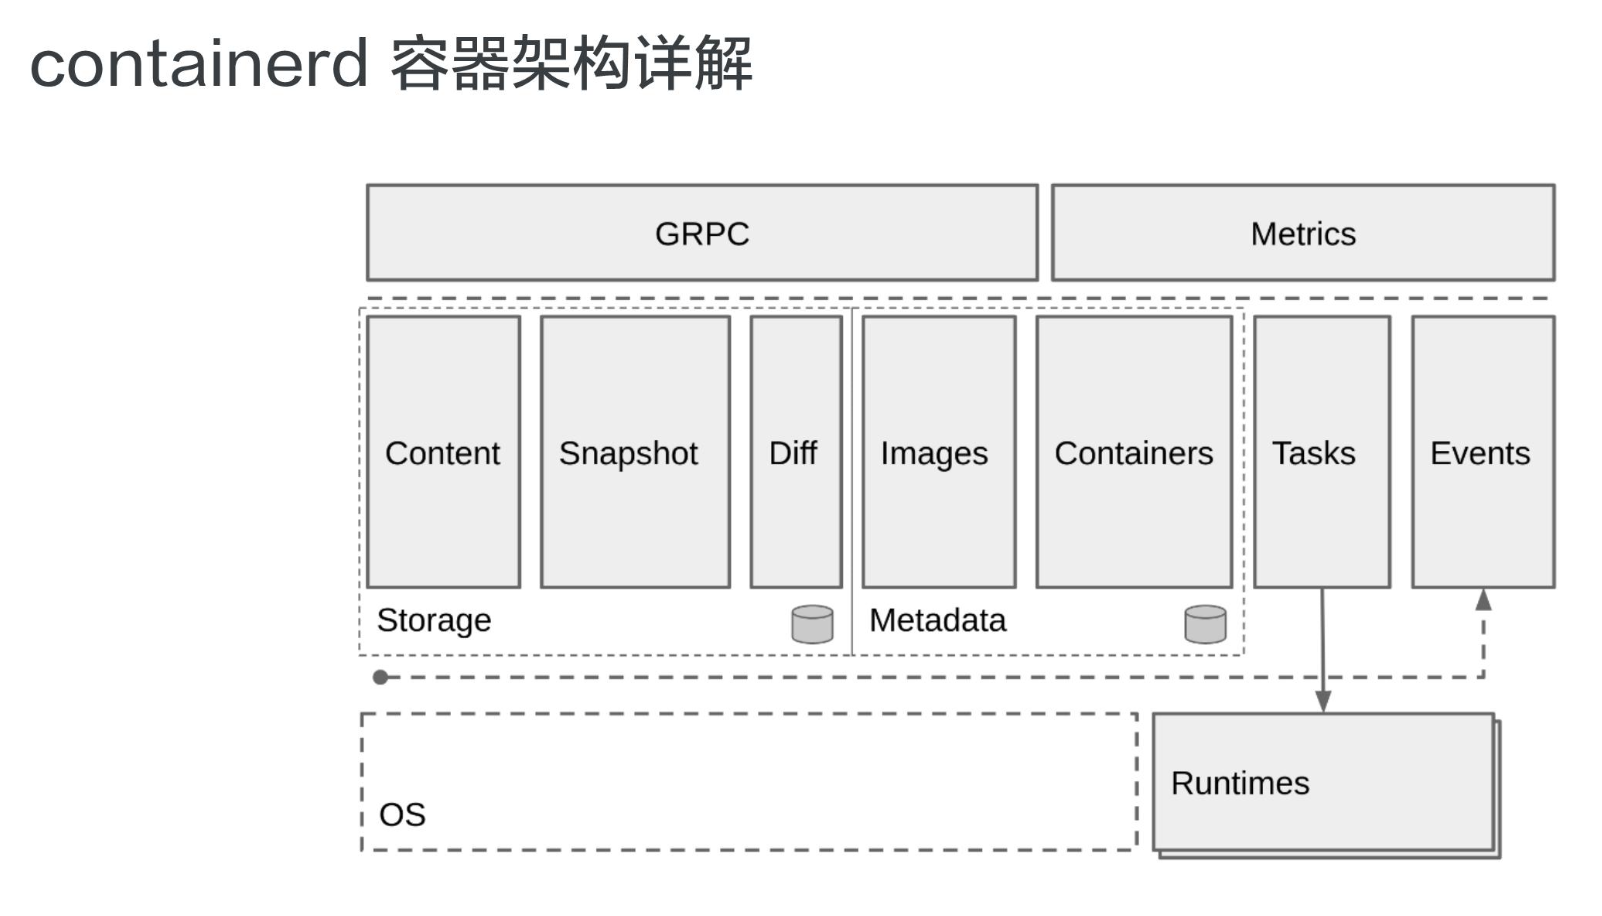 containerd 容器架构详解
GRPC
Metrics
Content
Snapshot
Diff
Images
Containers
Tasks
Events
Storage
Metadata
OS
Runtimes